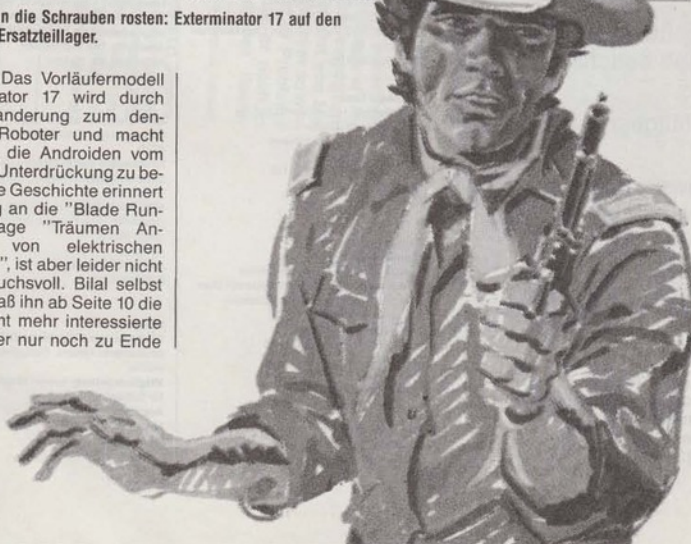 n die Schrauben rosten: Exterminator 17 auf den
Ersatzteillager.
Das Vorläufermodell
ator 17 wird durch
anderung zum den-
Roboter und macht
die Androiden vom
Unterdrückung zu be-
e Geschichte erinnert
g an die "Blade Run-
age "Träumen An-
von elektrischen
", ist aber leider nicht
uchsvoll. Bilal selbst
aß ihn ab Seite 10 die
ht mehr interessierte
er nur noch zu Ende